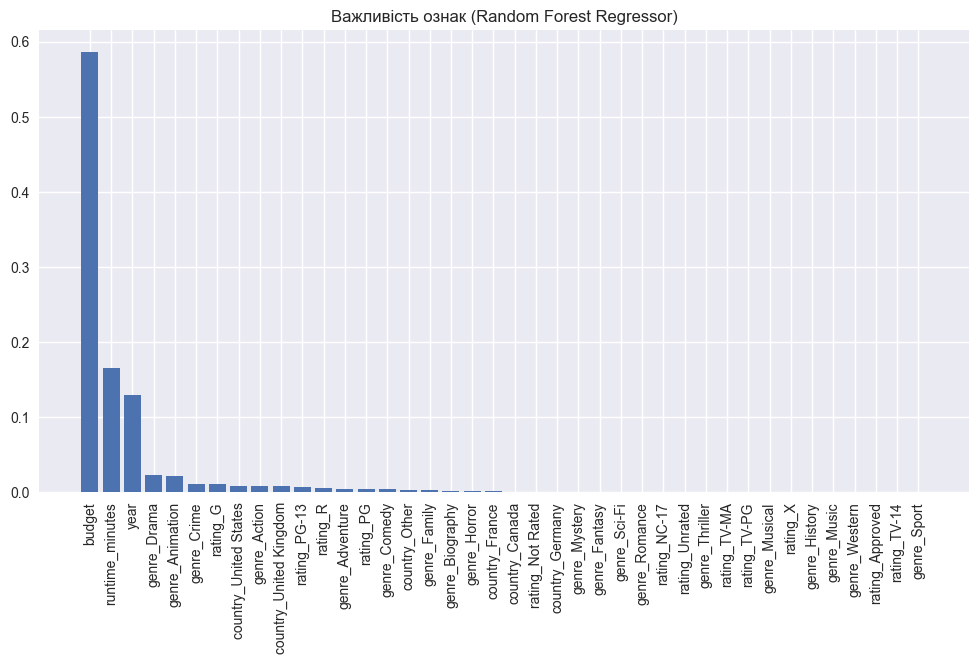 Важливість ознак (Random Forest Regressor)
0.6
0.5
0.4
0.3
0.2
0.1
0.0
budget
runtime_minutes
year
genre_Drama
genre_Animation
genre_Crime
rating_G
country_United States
genre_Action
country_United Kingdom
rating_PG-13
rating_R
genre_Adventure
rating_PG
genre_Comedy
country_Other
genre_Family
genre_Biography
genre_Horror
country_France
country_Canada
rating_Not Rated
country_Germany
genre_Mystery
genre_Fantasy
genre_Sci-Fi
genre_Romance
rating_NC-17
rating_Unrated
genre_Thriller
rating_TV-MA
rating_TV-PG
genre_Musical
rating_X
genre_History
genre_Music
genre_Western
rating_Approved
rating_TV-14
genre_Sport